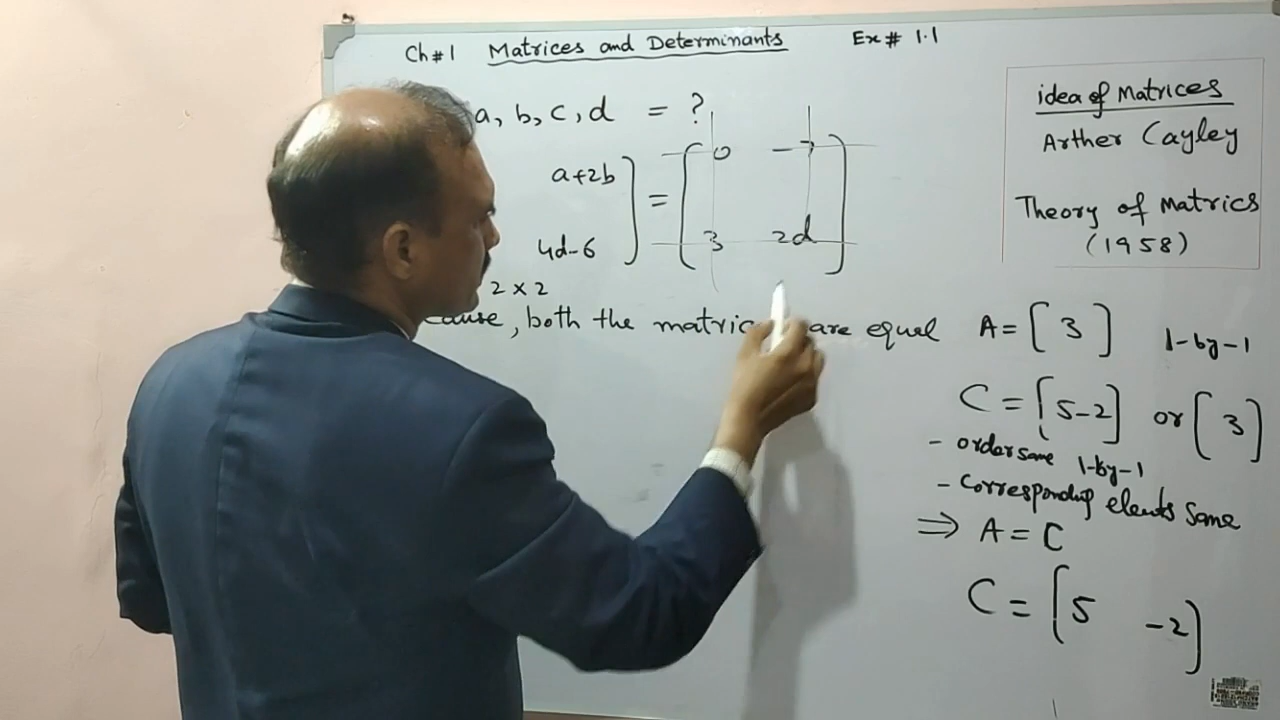 Ch # 1 Matrices and Determinants Ex # 1.1
a, b, c, d = ?
a+2b
4d-6
=
0 -7
3 2d
2 × 2
cause, both the matric are equal
idea of Matrices
Arther Cayley
Theory of Matrics
(1958)
A = [ 3 ] 1-by-1
C = [ 5-2 ] or [ 3 ]
- order same 1-by-1
- Corresponding elents Same
⇒ A = C
C = [ 5 -2 ]